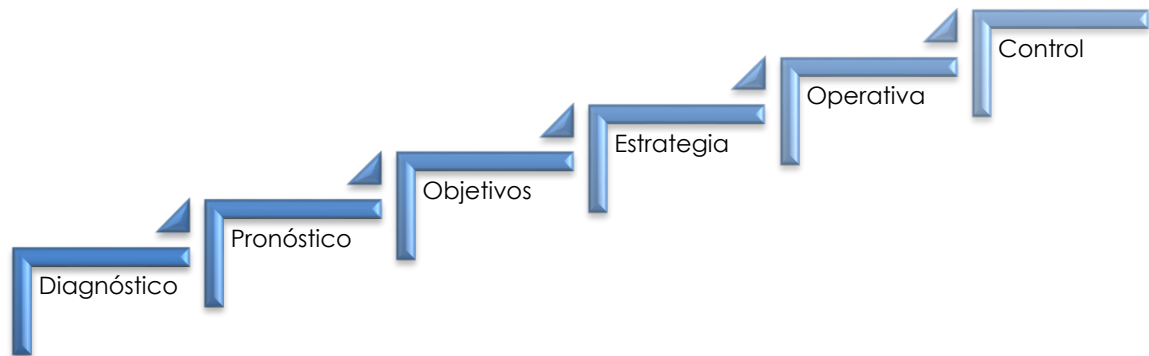 Diagnóstico
Pronóstico
Objetivos
Estrategia
Operativa
Control